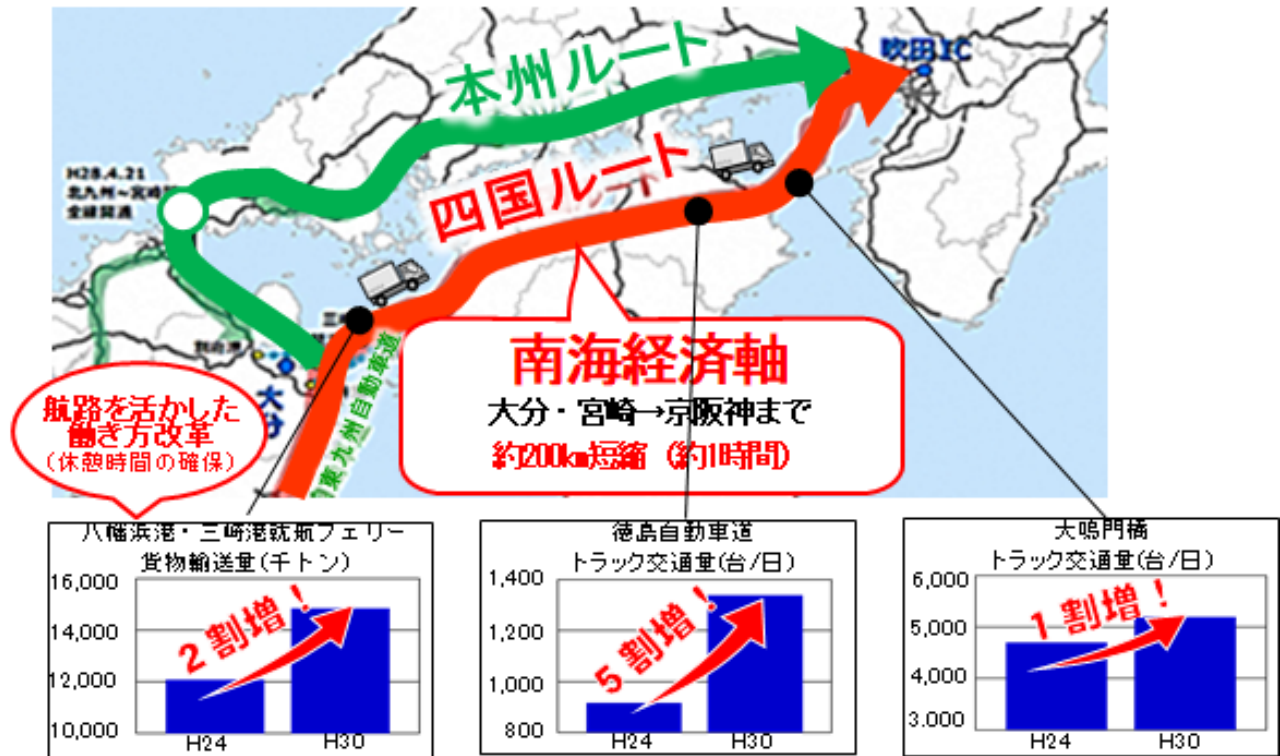 本州ルート
吹田IC
H28.4.21
北九州～宮崎
全線開通
四国ルート
大分
東九州自動車道
南海経済軸
大分・宮崎→京阪神まで
約200km短縮（約1時間）
航路を活かした
働き方改革
（休憩時間の確保）
八幡浜港・三崎港就航フェリー
貨物輸送量(千トン)
16,000
14,000
12,000
10,000
2割増！
H24
H30
徳島自動車道
トラック交通量(台/日)
1,400
1,200
1,000
800
5割増！
H24
H30
大鳴門橋
トラック交通量(台/日)
6,000
5,000
4,000
3.000
1割増！
H24
H30